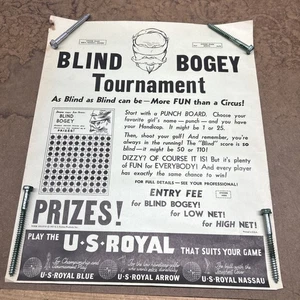 BLIND BOGEY
Tournament
As Blind as Blind can be—More FUN than a Circus!
BLIND
BOGEY
Start with a PUNCH BOARD. Choose your
favorite girl's name — punch — and you have
your Handicap. It might be 1 or 25.
Then, shoot your golf! And remember, you're
always in the running! The "Blind" score is so
blind — it might be 50 or 110!
DIZZY? OF COURSE IT IS! But it's plenty
of fun for EVERYBODY! And every player
has exactly the same chance to win!
FOR FULL DETAILS — SEE YOUR PROFESSIONAL!
ENTRY FEE
PRIZES!
for BLIND BOGEY!
for LOW NET!
for HIGH NET!
PLAY THE U·S·ROYAL THAT SUITS YOUR GAME
U·S·ROYAL BLUE
U·S·ROYAL ARROW
U·S·ROYAL NASSAU